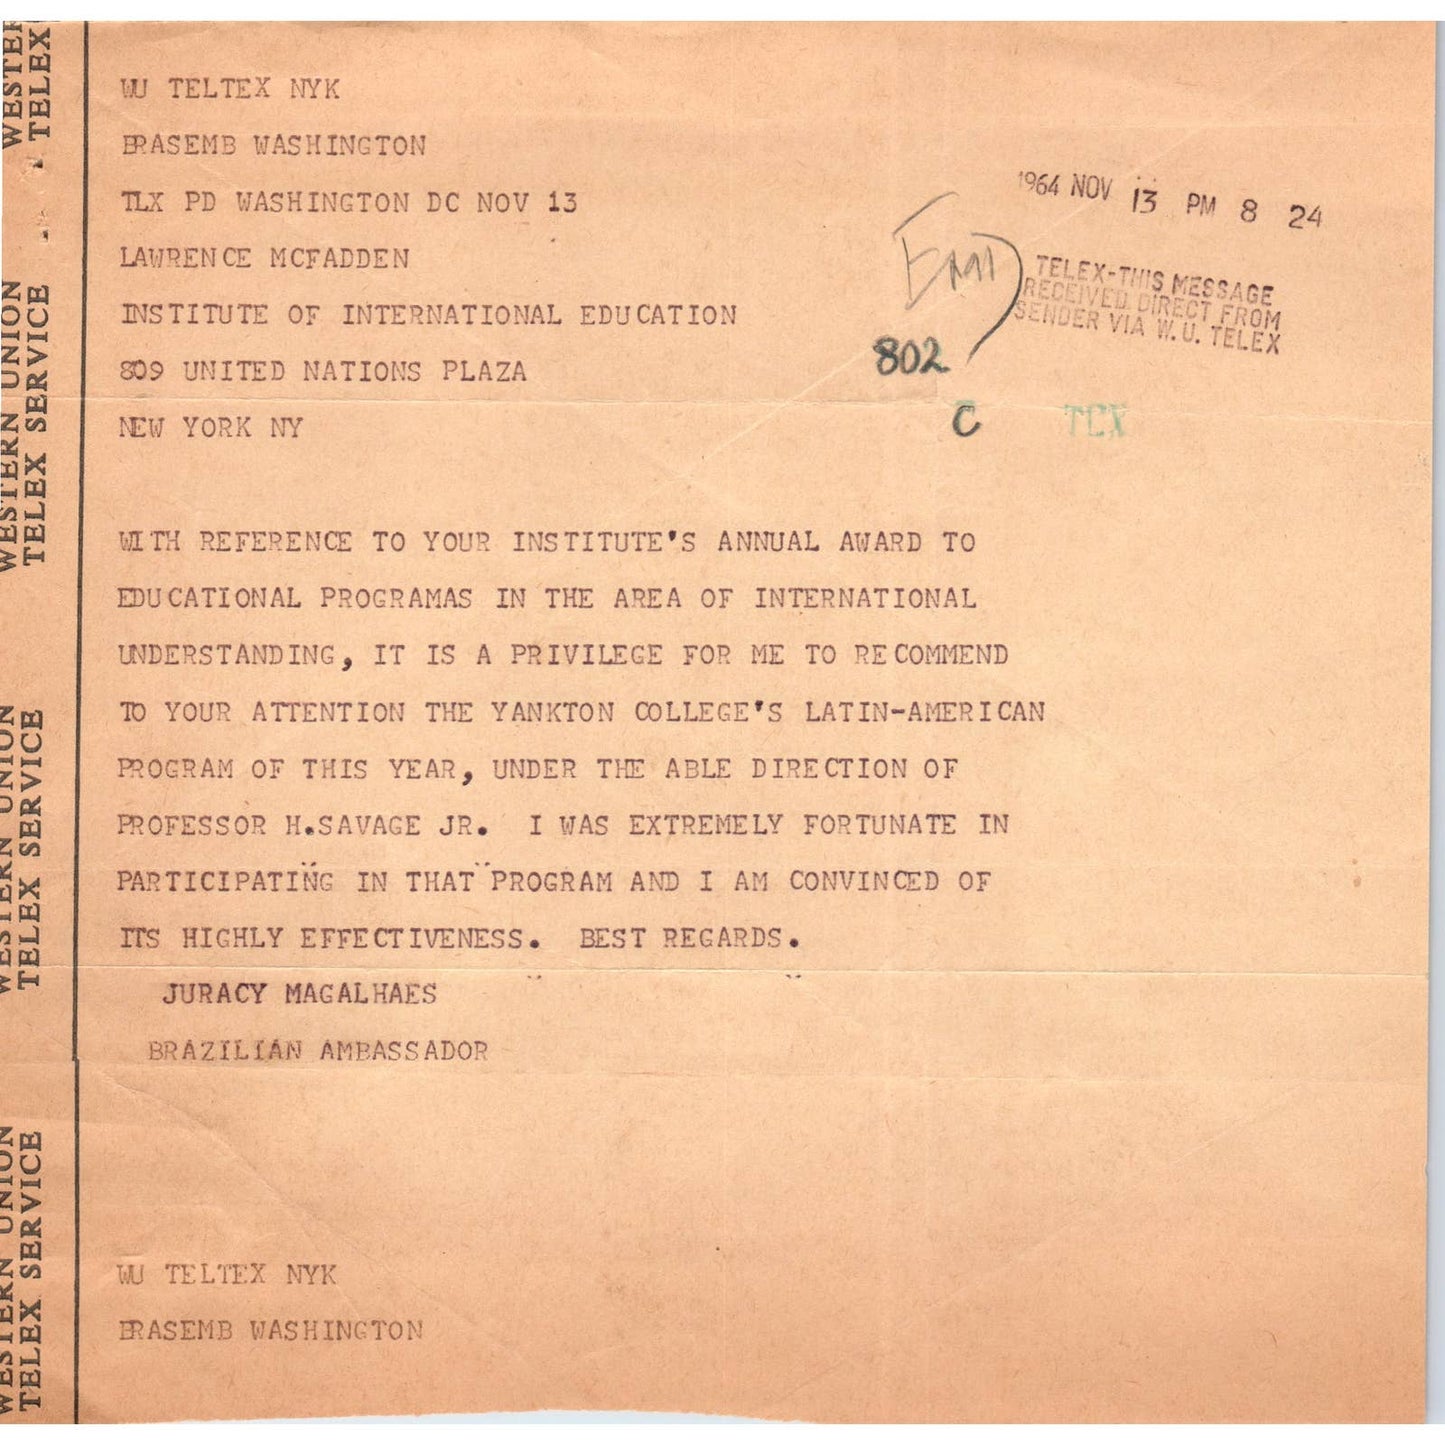 WU TELTEX NYK
BRASEMB WASHINGTON
TLX PD WASHINGTON DC NOV 13
LAWRENCE MCFADDEN
INSTITUTE OF INTERNATIONAL EDUCATION
809 UNITED NATIONS PLAZA
NEW YORK NY
1964 NOV 13 PM 8 24
TELEX-THIS MESSAGE
RECEIVED DIRECT FROM
SENDER VIA W.U. TELEX
802
C TEX
WITH REFERENCE TO YOUR INSTITUTE'S ANNUAL AWARD TO
EDUCATIONAL PROGRAMAS IN THE AREA OF INTERNATIONAL
UNDERSTANDING, IT IS A PRIVILEGE FOR ME TO RECOMMEND
TO YOUR ATTENTION THE YANKTON COLLEGE'S LATIN-AMERICAN
PROGRAM OF THIS YEAR, UNDER THE ABLE DIRECTION OF
PROFESSOR H.SAVAGE JR. I WAS EXTREMELY FORTUNATE IN
PARTICIPATING IN THAT PROGRAM AND I AM CONVINCED OF
ITS HIGHLY EFFECTIVENESS. BEST REGARDS.
JURACY MAGALHAES
BRAZILIAN AMBASSADOR
WU TELTEX NYK
BRASEMB WASHINGTON
WESTERN UNION
TELEX SERVICE
WESTERN UNION
TELEX SERVICE
WESTERN UNION
TELEX SERVICE
WESTERN
TELEX